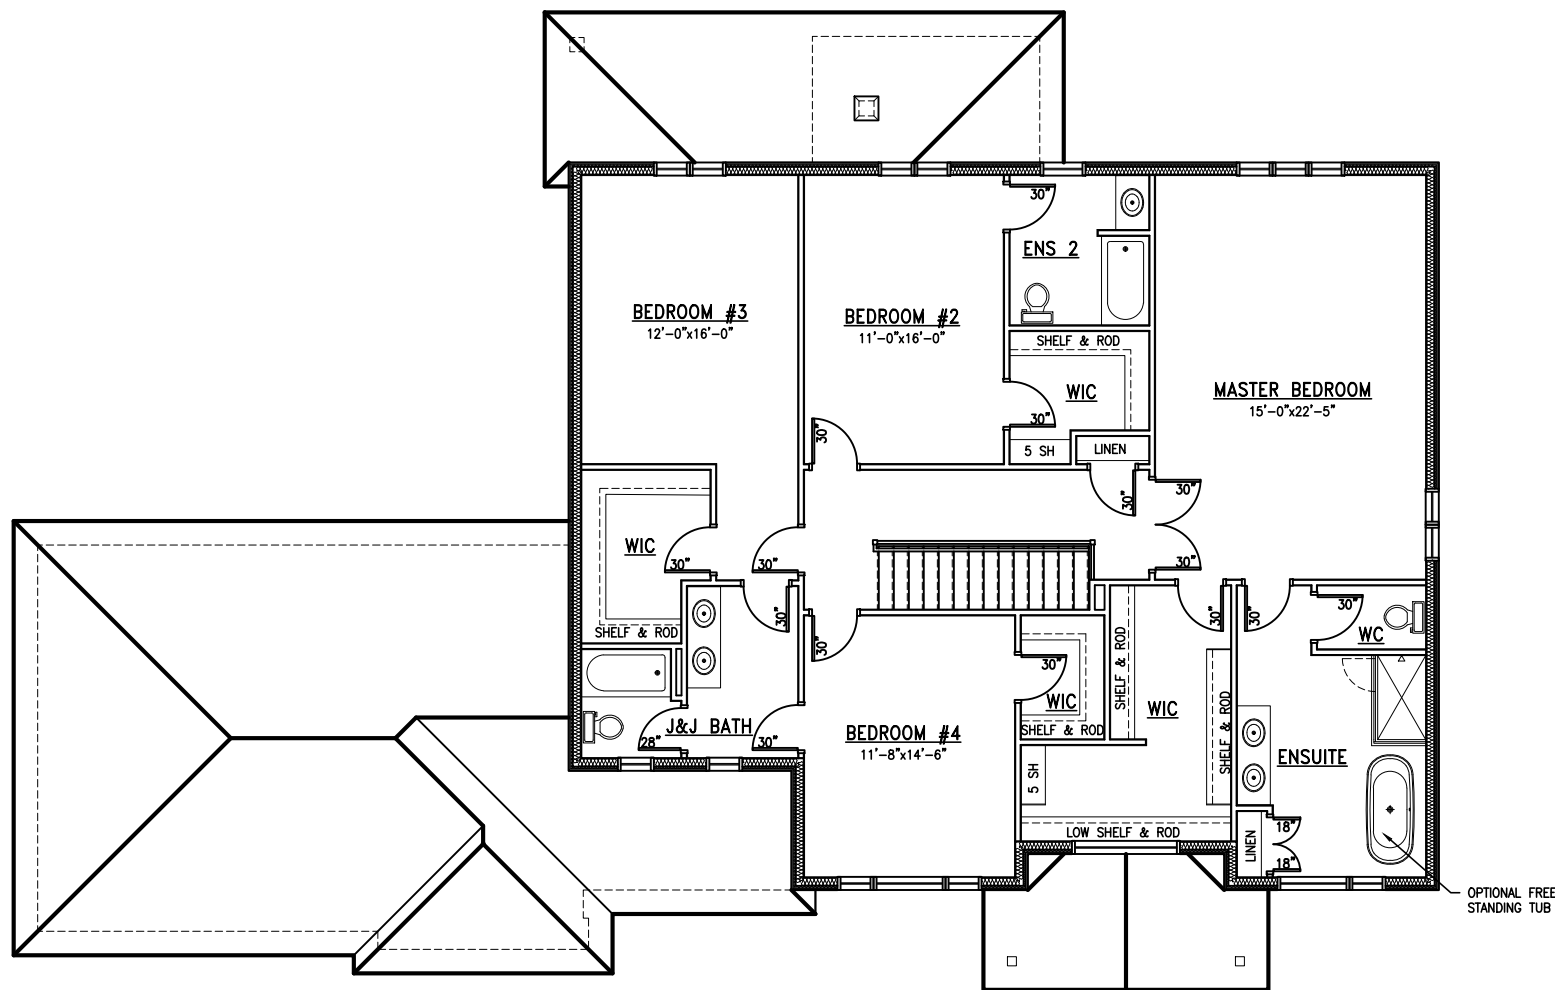 30"
ENS 2
BEDROOM #3
12'-0"x16'-0"
BEDROOM #2
11'-0"x16'-0"
SHELF & ROD
WIC
30"
MASTER BEDROOM
15'-0"x22'-5"
30"
5 SH
LINEN
30"
30"
30"
WIC
30"
30"
SHELF & ROD
30"
30"
30"
30"
30"
WC
SHELF & ROD
30"
WIC
SHELF & ROD
WIC
SHELF & ROD
J&J BATH
28"
30"
BEDROOM #4
11'-8"x14'-6"
ENSUITE
5 SH
LOW SHELF & ROD
LINEN
18"
18"
OPTIONAL FREE
STANDING TUB